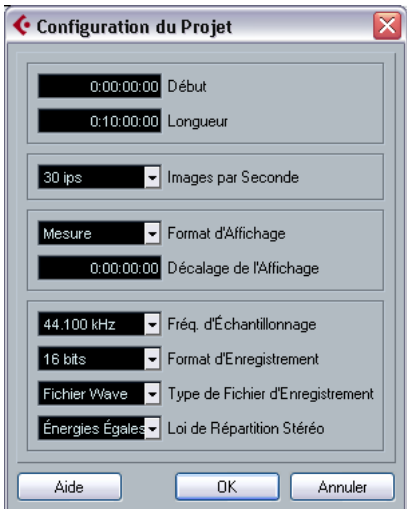 Configuration du Projet
0:00:00:00 Début
0:10:00:00 Longueur
30 ips Images par Seconde
Mesure Format d'Affichage
0:00:00:00 Décalage de l'Affichage
44.100 kHz Fréq. d'Échantillonnage
16 bits Format d'Enregistrement
Fichier Wave Type de Fichier d'Enregistrement
Énergies Égales Loi de Répartition Stéréo
Aide OK Annuler